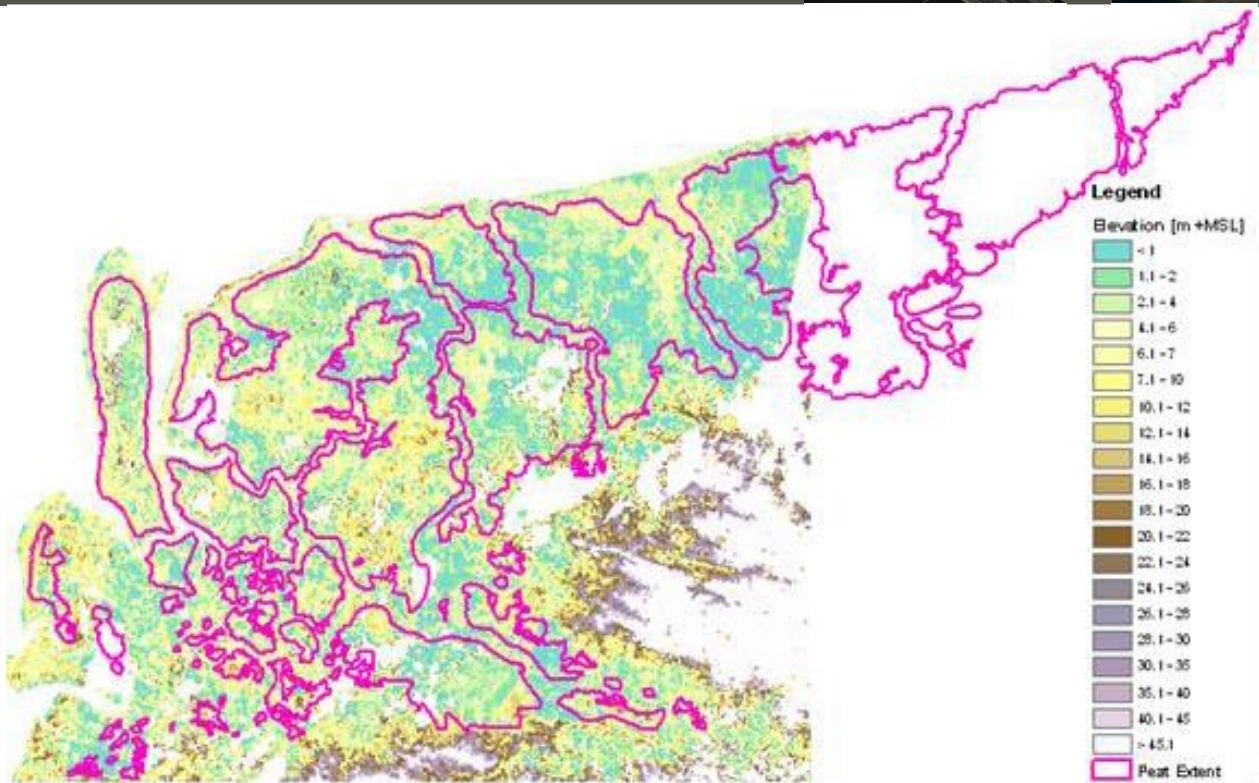 Legend
Elevation [m +MSL]
< 1
1.1 - 2
2.1 - 4
4.1 - 6
6.1 - 7
7.1 - 10
10.1 - 12
12.1 - 14
14.1 - 16
16.1 - 18
18.1 - 20
20.1 - 22
22.1 - 24
24.1 - 26
26.1 - 28
28.1 - 30
30.1 - 35
35.1 - 40
40.1 - 45
> 45.1
Peat Extent